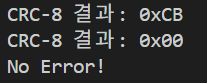 CRC-8 결과: 0xCB
CRC-8 결과: 0x00
No Error!